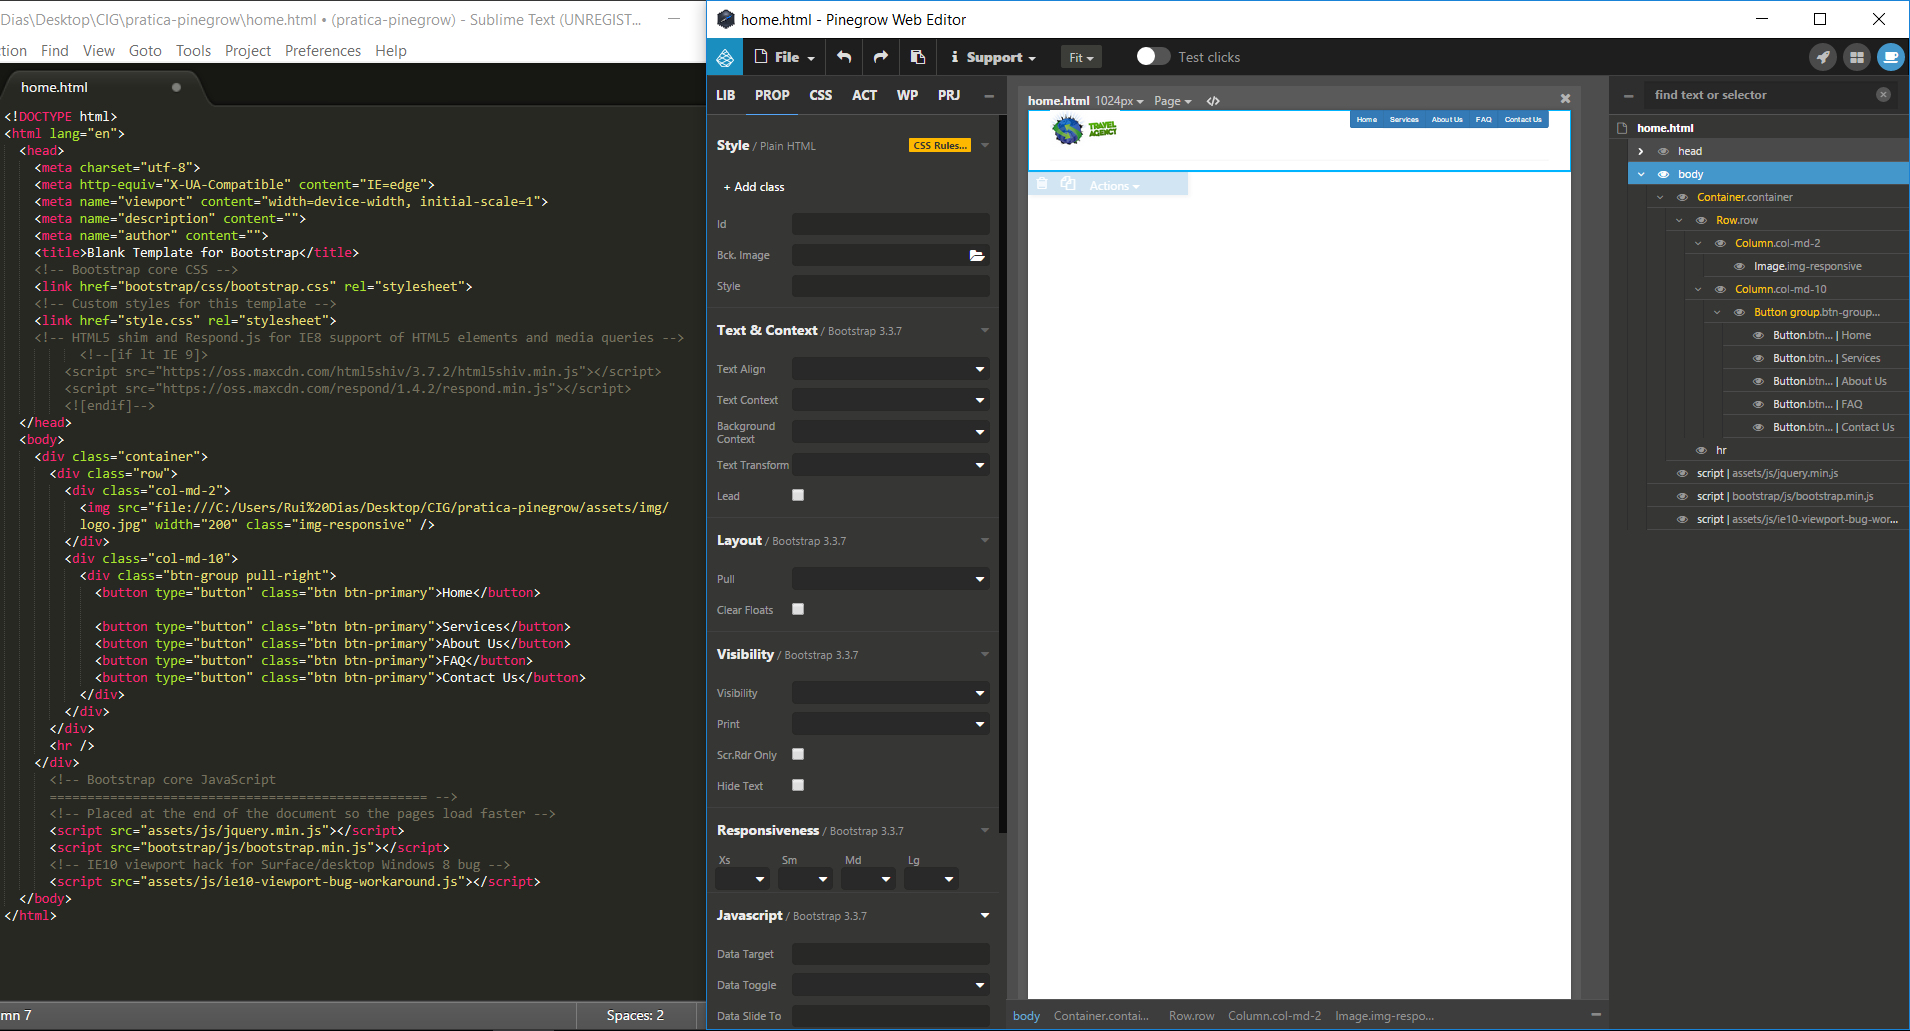 Dias\Desktop\CIG\pratica-pinegrow\home.html • (pratica-pinegrow) - Sublime Text (UNREGIST...
ction Find View Goto Tools Project Preferences Help
home.html
<!DOCTYPE html>
<html lang="en">
<head>
<meta charset="utf-8">
<meta http-equiv="X-UA-Compatible" content="IE=edge">
<meta name="viewport" content="width=device-width, initial-scale=1">
<meta name="description" content="">
<meta name="author" content="">
<title>Blank Template for Bootstrap</title>
<!-- Bootstrap core CSS -->
<link href="bootstrap/css/bootstrap.css" rel="stylesheet">
<!-- Custom styles for this template -->
<link href="style.css" rel="stylesheet">
<!-- HTML5 shim and Respond.js for IE8 support of HTML5 elements and media queries -->
<!--[if lt IE 9]>
<script src="https://oss.maxcdn.com/html5shiv/3.7.2/html5shiv.min.js"></script>
<script src="https://oss.maxcdn.com/respond/1.4.2/respond.min.js"></script>
<![endif]-->
</head>
<body>
<div class="container">
<div class="row">
<div class="col-md-2">
<img src="file:///C:/Users/Rui%20Dias/Desktop/CIG/pratica-pinegrow/assets/img/
logo.jpg" width="200" class="img-responsive" />
</div>
<div class="col-md-10">
<div class="btn-group pull-right">
<button type="button" class="btn btn-primary">Home</button>
<button type="button" class="btn btn-primary">Services</button>
<button type="button" class="btn btn-primary">About Us</button>
<button type="button" class="btn btn-primary">FAQ</button>
<button type="button" class="btn btn-primary">Contact Us</button>
</div>
</div>
</div>
<hr />
</div>
<!-- Bootstrap core JavaScript
================================================== -->
<!-- Placed at the end of the document so the pages load faster -->
<script src="assets/js/jquery.min.js"></script>
<script src="bootstrap/js/bootstrap.min.js"></script>
<!-- IE10 viewport hack for Surface/desktop Windows 8 bug -->
<script src="assets/js/ie10-viewport-bug-workaround.js"></script>
</body>
</html>
mn 7
Spaces: 2
home.html - Pinegrow Web Editor
File Support Fit Test clicks
LIB PROP CSS ACT WP PRJ
Style / Plain HTML CSS Rules...
+ Add class
Id
Bck. Image
Style
Text & Context / Bootstrap 3.3.7
Text Align
Text Context
Background
Context
Text Transform
Lead
Layout / Bootstrap 3.3.7
Pull
Clear Floats
Visibility / Bootstrap 3.3.7
Visibility
Print
Scr.Rdr Only
Hide Text
Responsiveness / Bootstrap 3.3.7
Xs Sm Md Lg
Javascript / Bootstrap 3.3.7
Data Target
Data Toggle
Data Slide To
home.html 1024px Page </>
TRAVEL
AGENCY
Home Services About Us FAQ Contact Us
Actions
body Container.contai... Row.row Column.col-md-2 Image.img-respo...
find text or selector
home.html
head
body
Container.container
Row.row
Column.col-md-2
Image.img-responsive
Column.col-md-10
Button group.btn-group...
Button.btn... | Home
Button.btn... | Services
Button.btn... | About Us
Button.btn... | FAQ
Button.btn... | Contact Us
hr
script | assets/js/jquery.min.js
script | bootstrap/js/bootstrap.min.js
script | assets/js/ie10-viewport-bug-wor...